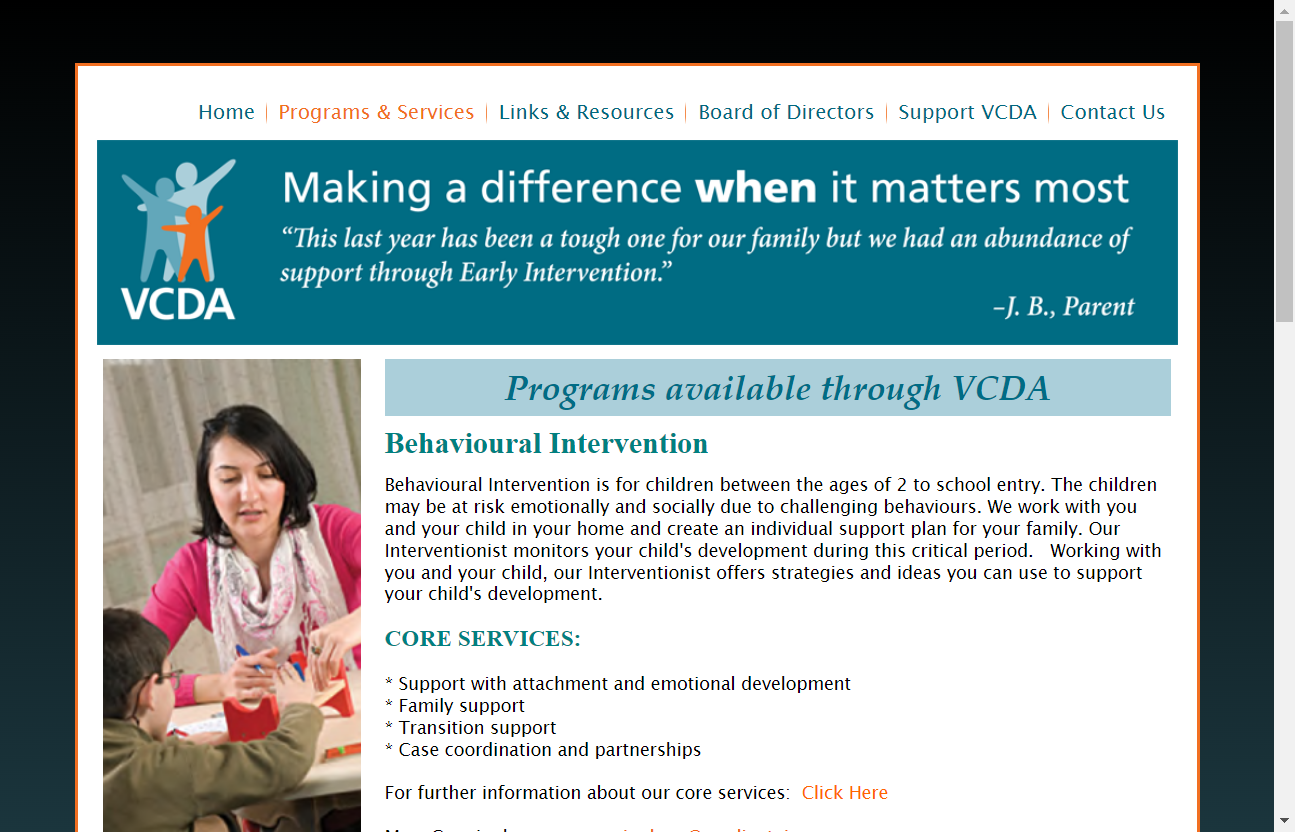 Home Programs & Services Links & Resources Board of Directors Support VCDA Contact Us
VCDA
Making a difference when it matters most
“This last year has been a tough one for our family but we had an abundance of
support through Early Intervention.”
–J. B., Parent
Programs available through VCDA
Behavioural Intervention
Behavioural Intervention is for children between the ages of 2 to school entry. The children
may be at risk emotionally and socially due to challenging behaviours. We work with you
and your child in your home and create an individual support plan for your family. Our
Interventionist monitors your child's development during this critical period. Working with
you and your child, our Interventionist offers strategies and ideas you can use to support
your child's development.
CORE SERVICES:
* Support with attachment and emotional development
* Family support
* Transition support
* Case coordination and partnerships
For further information about our core services: Click Here